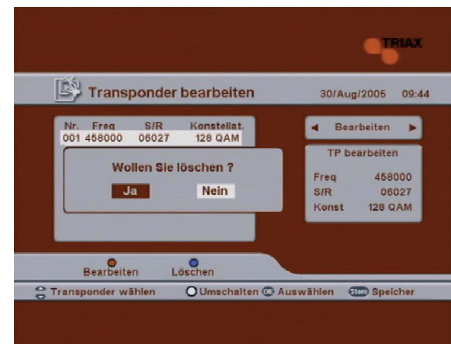 TRIAX
Transponder bearbeiten 30/Aug/2005 09:44
Nr. Freq S/R Konstellat.
001 458000 06027 128 QAM
Wollen Sie löschen ?
Ja Nein
Bearbeiten
TP bearbeiten
Freq 458000
S/R 06027
Konst 128 QAM
Bearbeiten Löschen
Transponder wählen Umschalten OK Auswählen Speicher